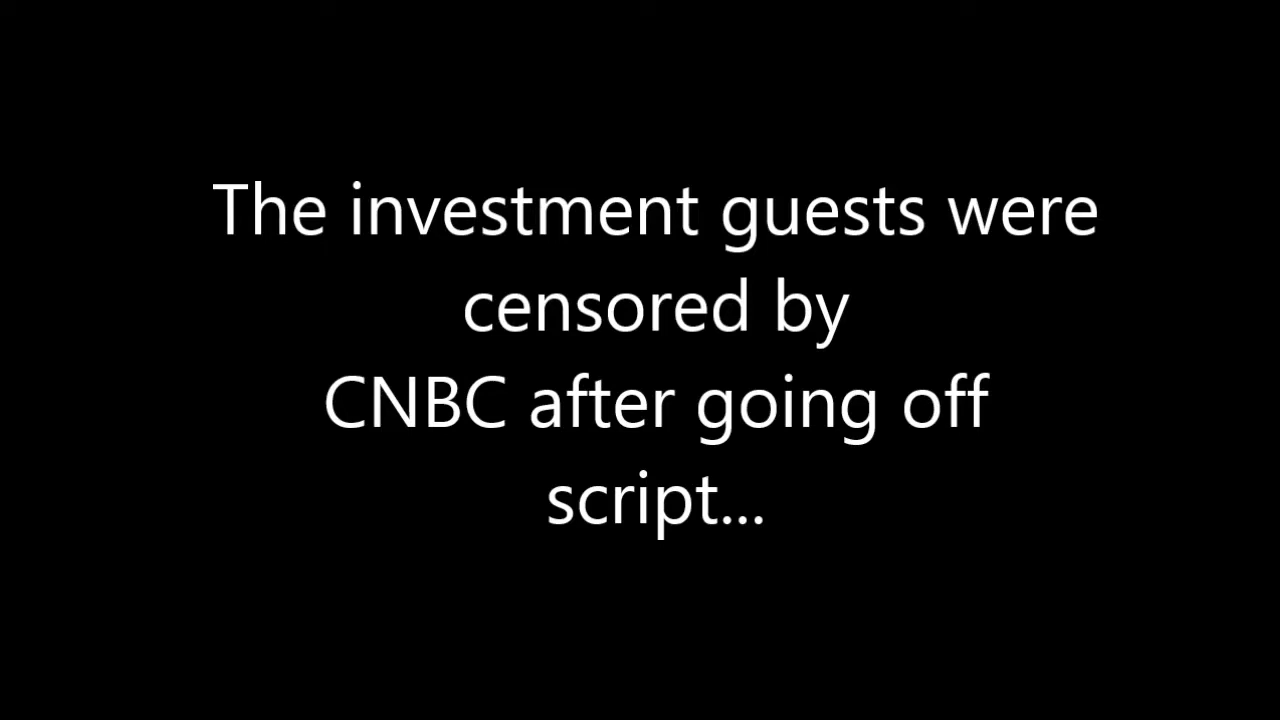 The investment guests were
censored by
CNBC after going off
script...